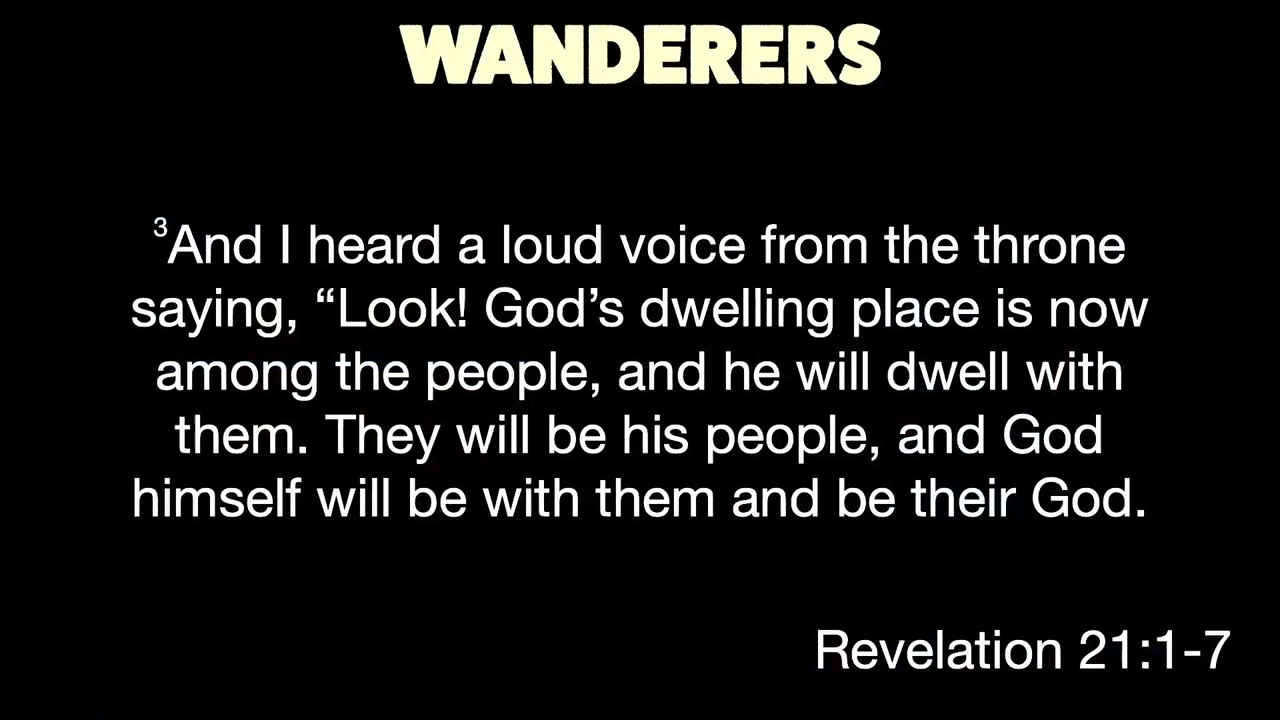 WANDERERS
³And I heard a loud voice from the throne
saying, “Look! God’s dwelling place is now
among the people, and he will dwell with
them. They will be his people, and God
himself will be with them and be their God.
Revelation 21:1-7